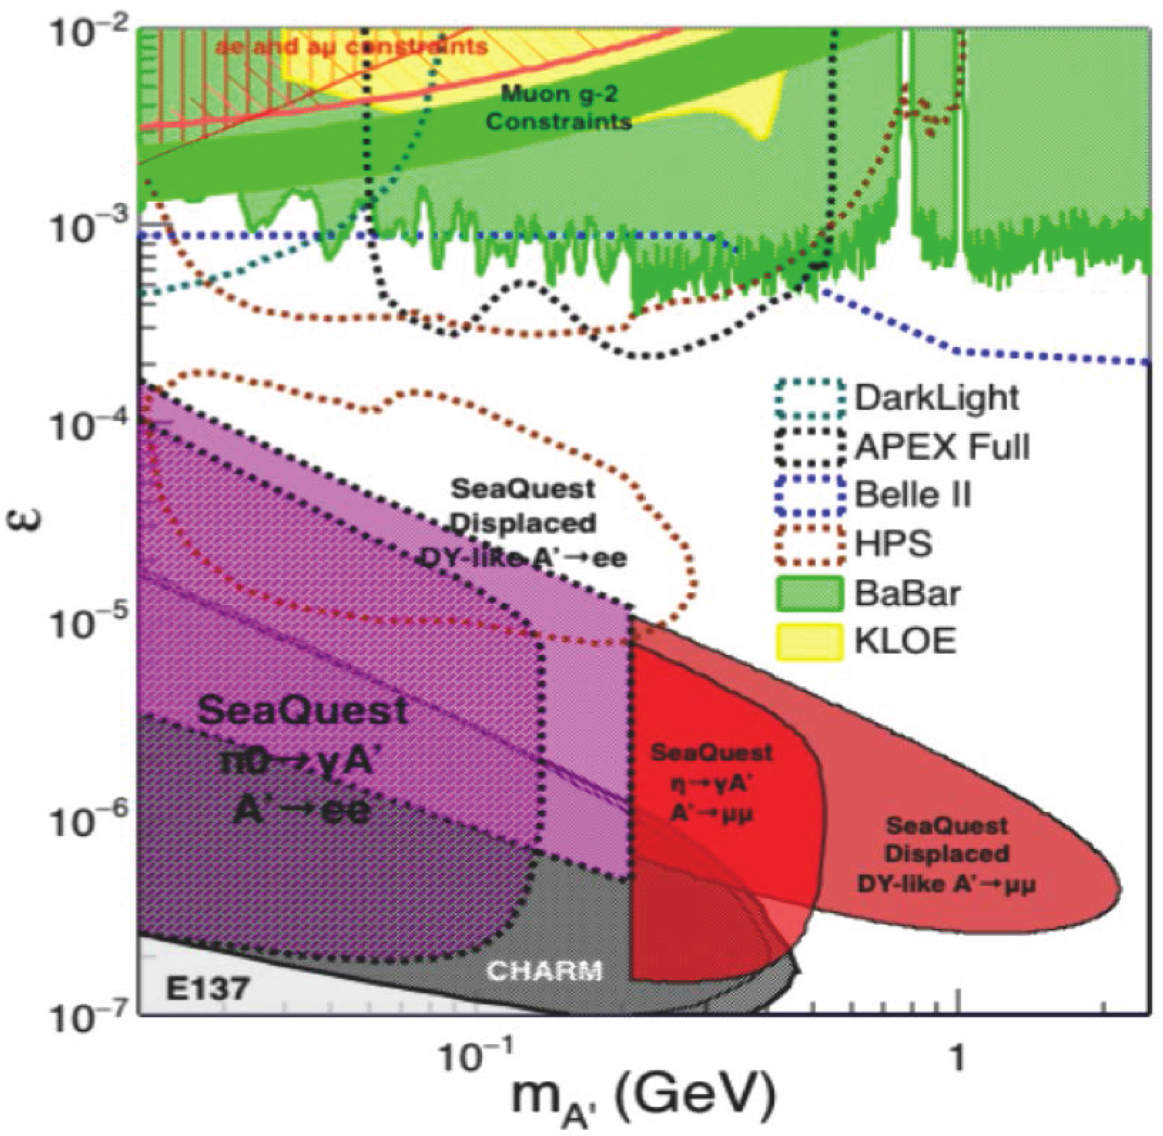 10⁻²
ae and aμ constraints
Muon g-2
Constraints
10⁻³
DarkLight
APEX Full
Belle II
HPS
BaBar
KLOE
10⁻⁴
SeaQuest
Displaced
DY-like A'→ee
ε
10⁻⁵
SeaQuest
π0→γA'
A'→ee
SeaQuest
η→γA'
A'→μμ
10⁻⁶
SeaQuest
Displaced
DY-like A'→μμ
CHARM
E137
10⁻⁷
10⁻¹
1
m_A' (GeV)